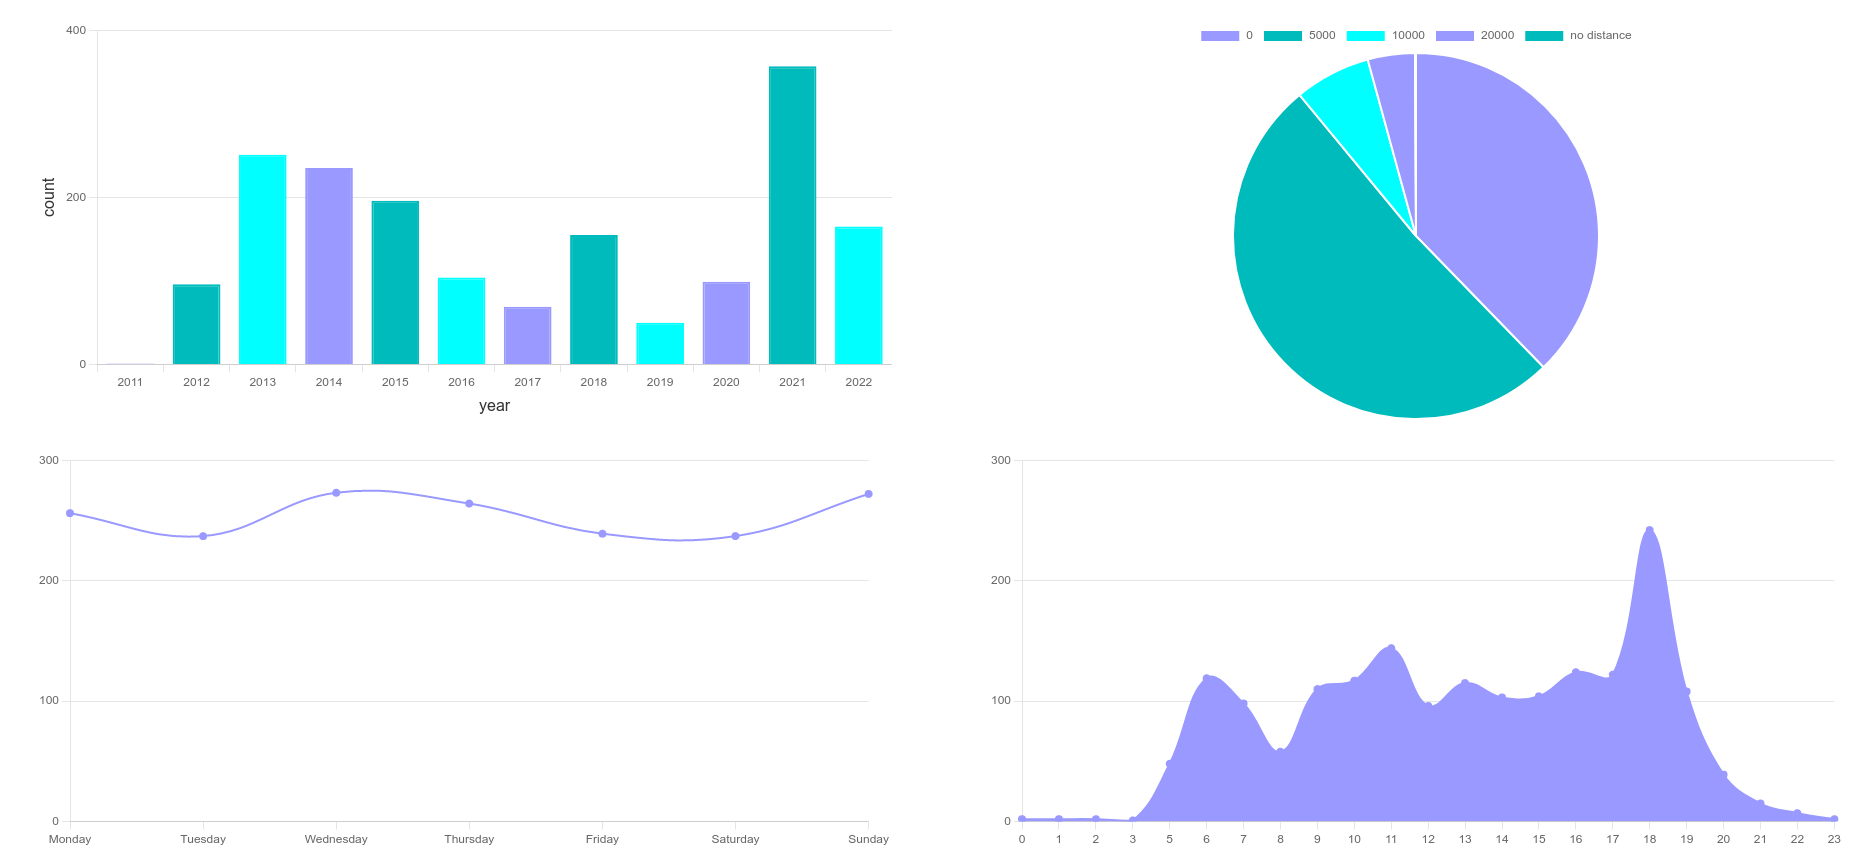 400
200
0
count
2011 2012 2013 2014 2015 2016 2017 2018 2019 2020 2021 2022
year
0 5000 10000 20000 no distance
300
200
100
0
Monday Tuesday Wednesday Thursday Friday Saturday Sunday
300
200
100
0
0 1 2 3 5 6 7 8 9 10 11 12 13 14 15 16 17 18 19 20 21 22 23